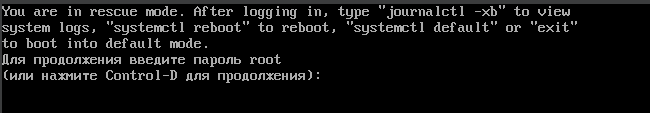 You are in rescue mode. After logging in, type "journalctl -xb" to view
system logs, "systemctl reboot" to reboot, "systemctl default" or "exit"
to boot into default mode.
Для продолжения введите пароль root
(или нажмите Control-D для продолжения):